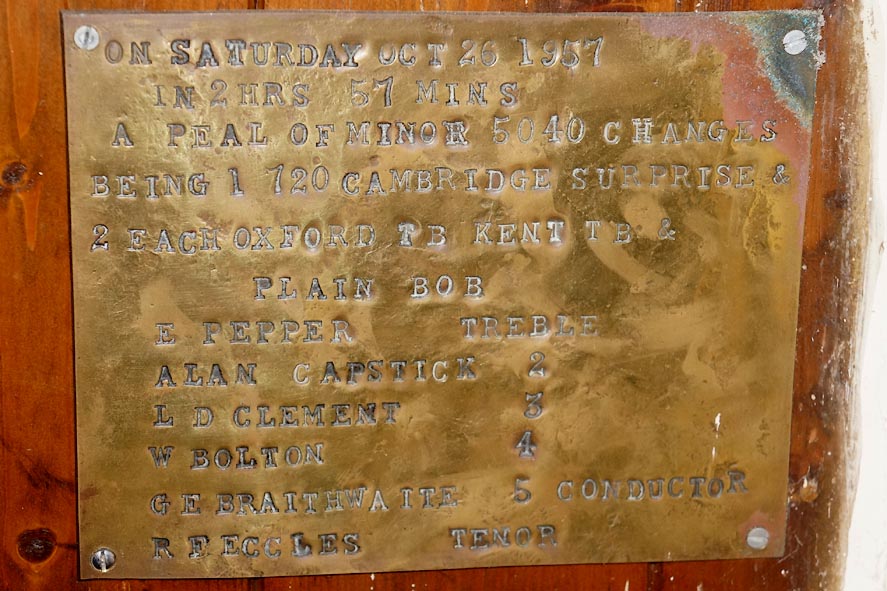 ON SATURDAY OCT 26 1957
IN 2 HRS 57 MINS
A PEAL OF MINOR 5040 CHANGES
BEING 1 720 CAMBRIDGE SURPRISE &
2 EACH OXFORD TB KENT TB &
PLAIN BOB
E PEPPER TREBLE
ALAN CAPSTICK 2
L D CLEMENT 3
W BOLTON 4
G E BRAITHWAITE 5 CONDUCTOR
R F ECCLES TENOR